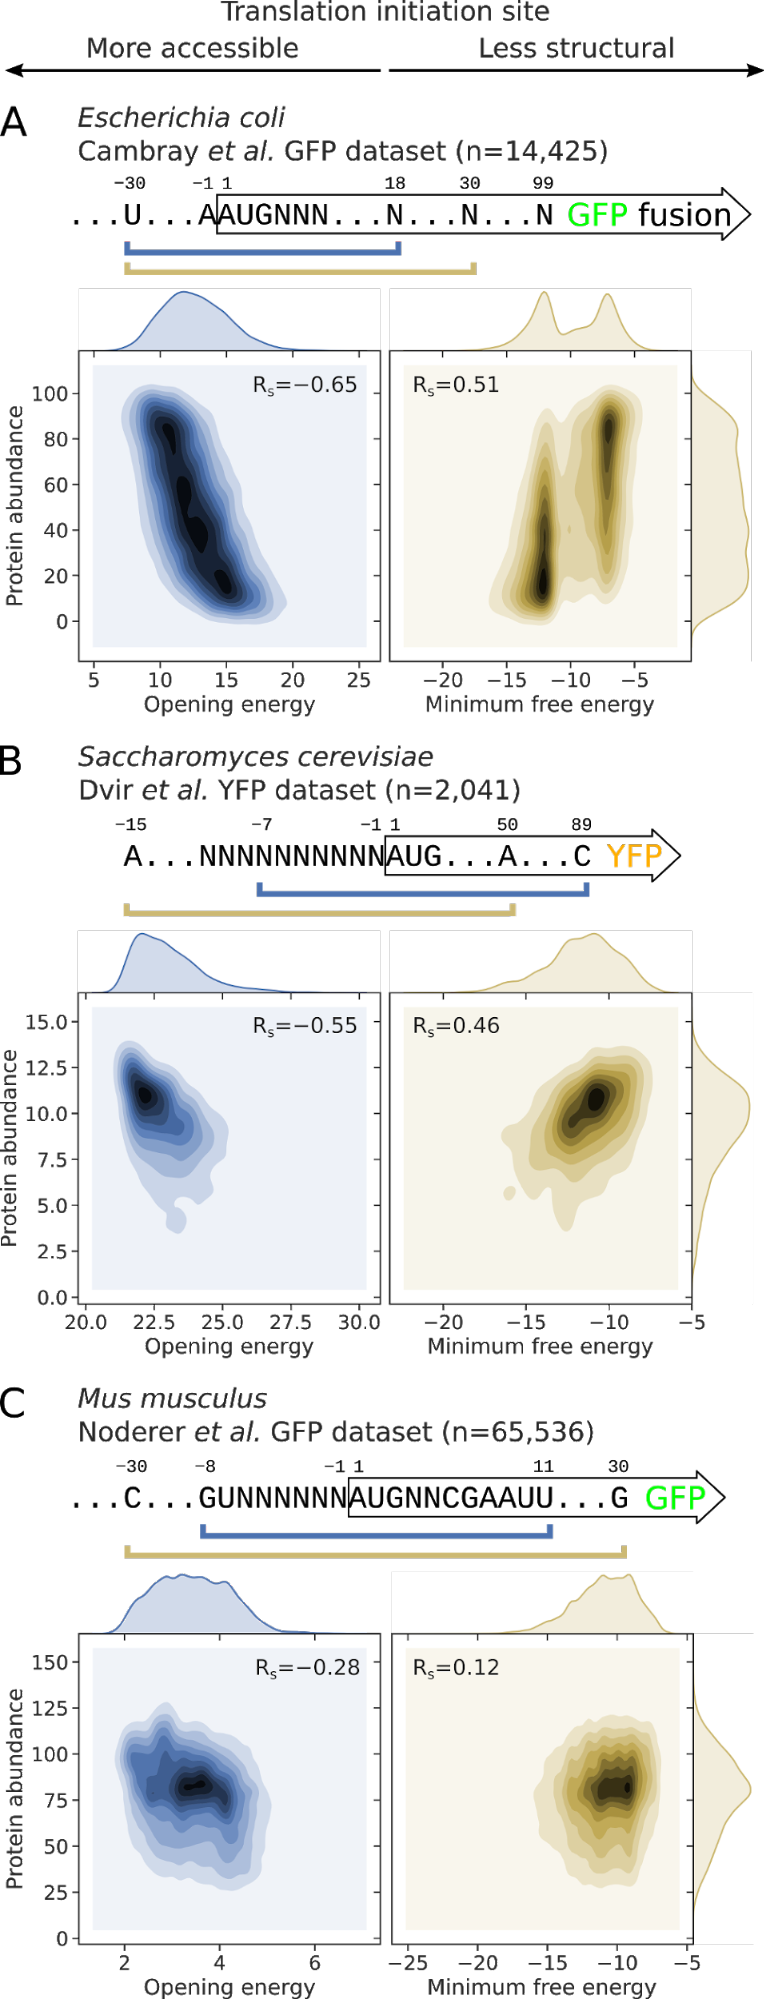 Translation initiation site
More accessible Less structural
A Escherichia coli
Cambray et al. GFP dataset (n=14,425)
−30 −1 1 18 30 99
...U...AAUGNNN...N...N...N GFP fusion
Rs=−0.65 Rs=0.51
Protein abundance
100
80
60
40
20
0
5 10 15 20 25 −20 −15 −10 −5
Opening energy Minimum free energy
B Saccharomyces cerevisiae
Dvir et al. YFP dataset (n=2,041)
−15 −7 −1 1 50 89
A...NNNNNNNNNNAUG...A...C YFP
Rs=−0.55 Rs=0.46
Protein abundance
15.0
12.5
10.0
7.5
5.0
2.5
0.0
20.0 22.5 25.0 27.5 30.0 −20 −15 −10 −5
Opening energy Minimum free energy
C Mus musculus
Noderer et al. GFP dataset (n=65,536)
−30 −8 −1 1 11 30
...C...GUNNNNNNAUGNNCGAAUU...G GFP
Rs=−0.28 Rs=0.12
Protein abundance
150
125
100
75
50
25
0
2 4 6 −25 −20 −15 −10 −5
Opening energy Minimum free energy